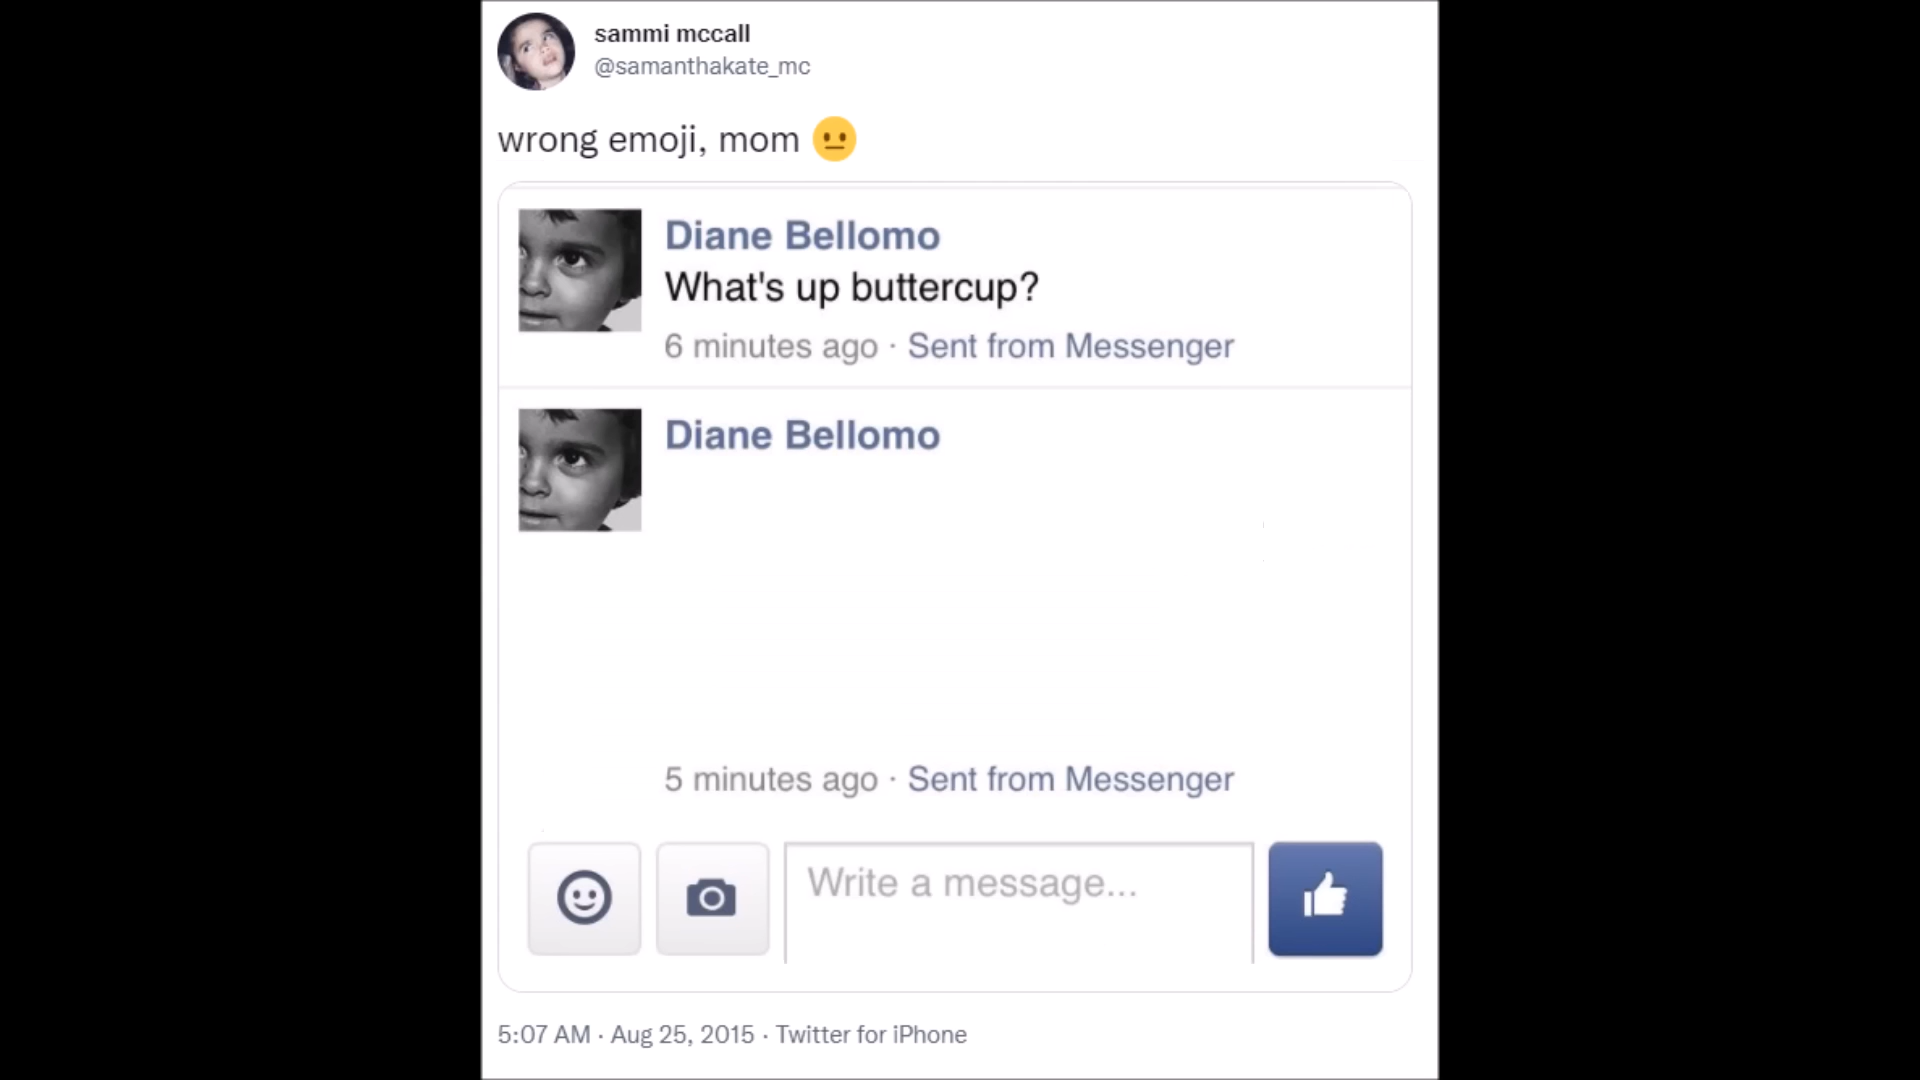 sammi mccall
@samanthakate_mc
wrong emoji, mom 😐
Diane Bellomo
What's up buttercup?
6 minutes ago · Sent from Messenger
Diane Bellomo
5 minutes ago · Sent from Messenger
Write a message...
5:07 AM · Aug 25, 2015 · Twitter for iPhone